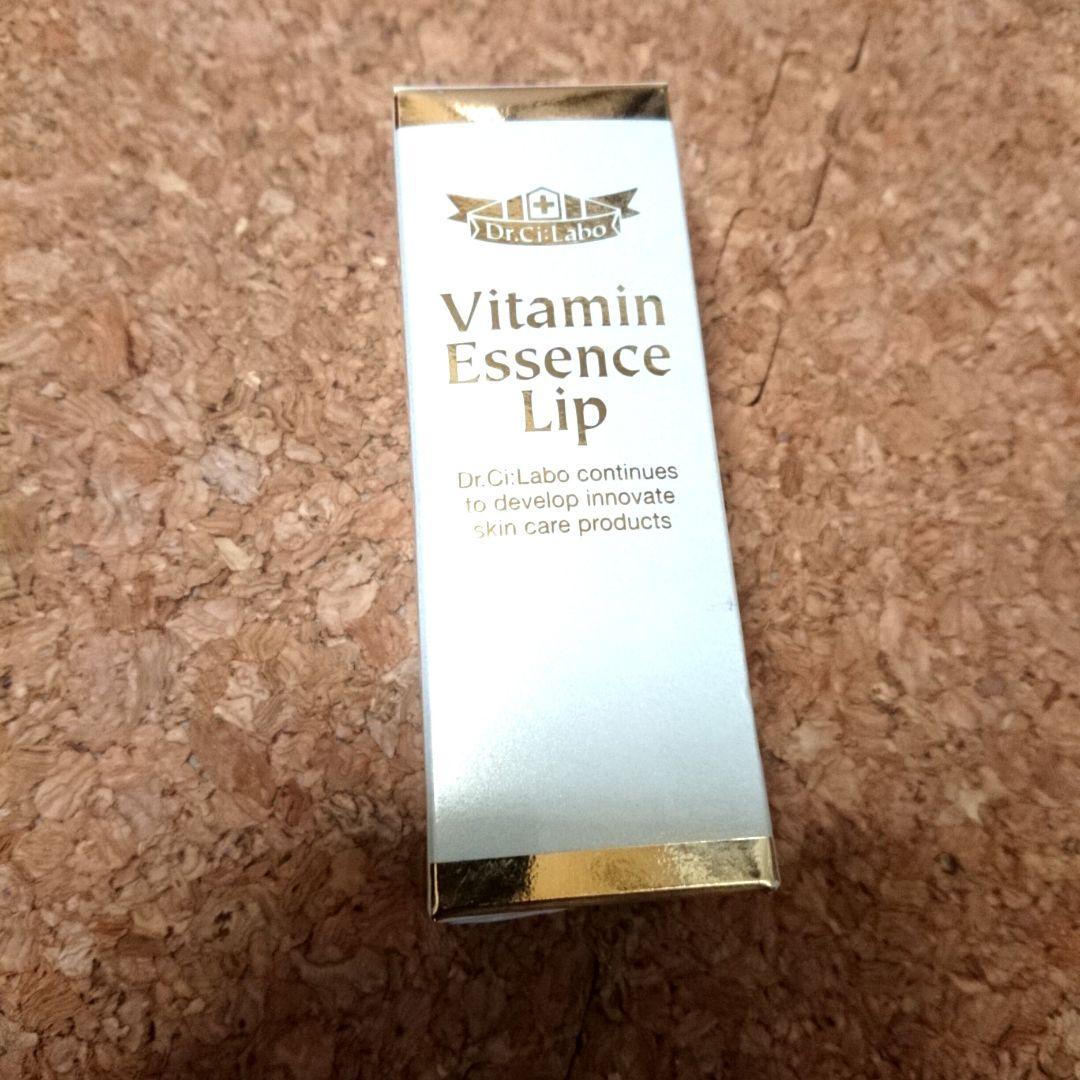 Dr.Ci:Labo
Vitamin
Essence
Lip
Dr.Ci:Labo continues
to develop innovate
skin care products